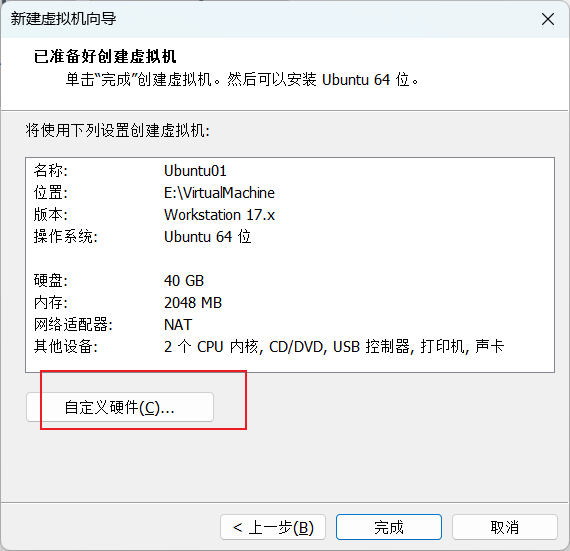 新建虚拟机向导
已准备好创建虚拟机
单击“完成”创建虚拟机。然后可以安装 Ubuntu 64 位。
将使用下列设置创建虚拟机:
名称: Ubuntu01
位置: E:\VirtualMachine
版本: Workstation 17.x
操作系统: Ubuntu 64 位
硬盘: 40 GB
内存: 2048 MB
网络适配器: NAT
其他设备: 2 个 CPU 内核, CD/DVD, USB 控制器, 打印机, 声卡
自定义硬件(C)...
< 上一步(B) 完成 取消